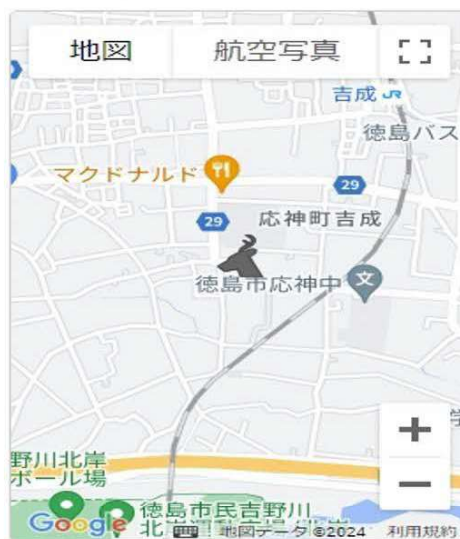 地図 航空写真
吉成
徳島バス
マクドナルド
29
29
応神町吉成
徳島市応神中
文
学
野川北岸
ボール場
徳島市民吉野川
Google
地図データ ©2024 利用規約